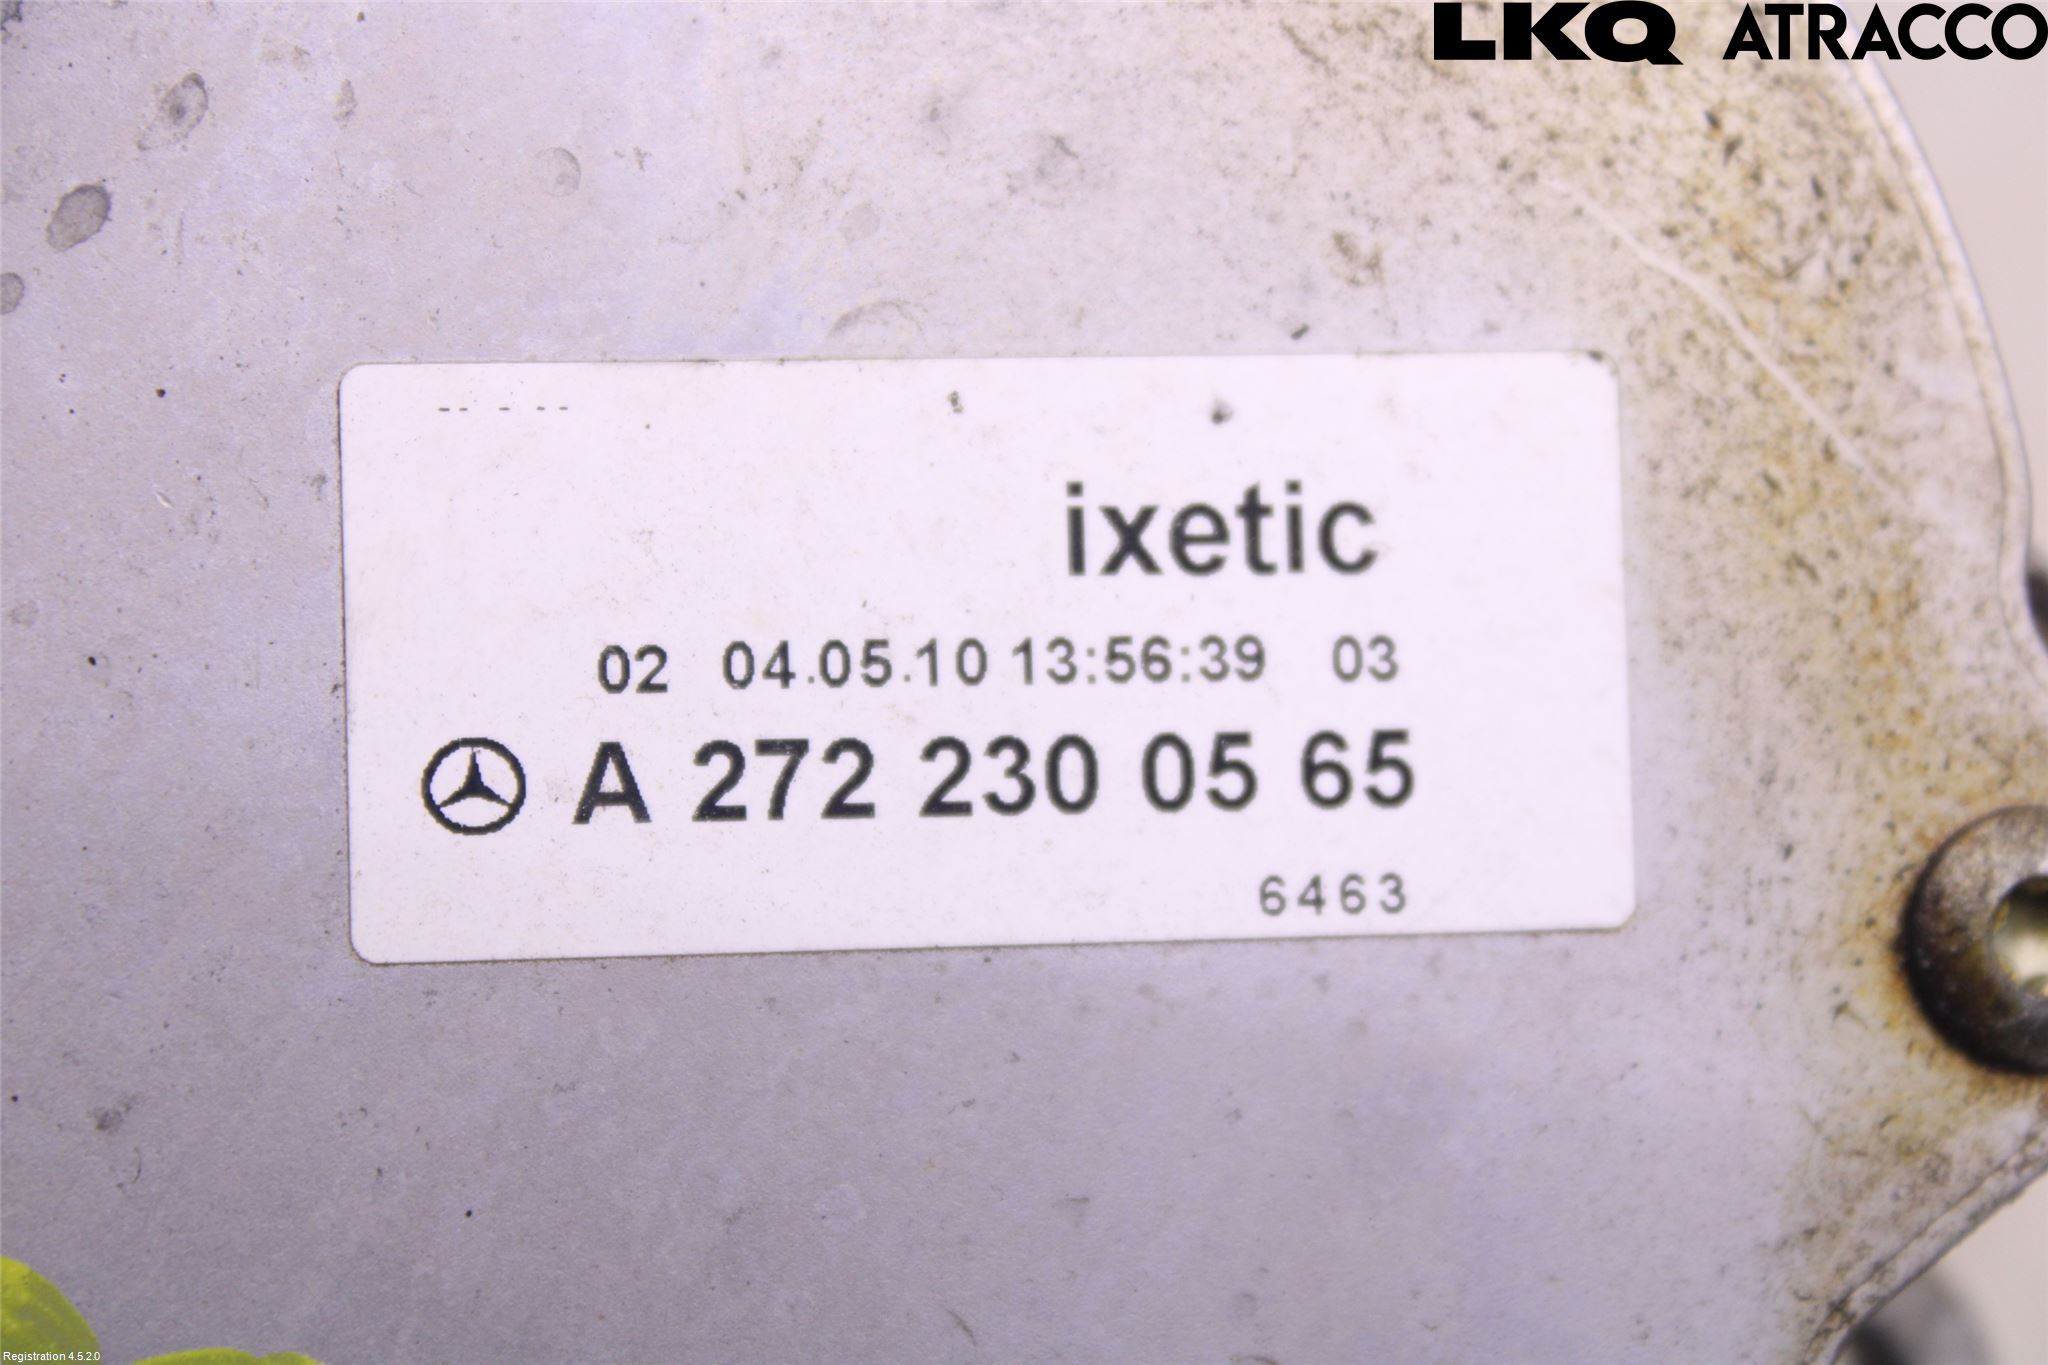 LKQ ATRACCO
-- - --
ixetic
02 04.05.10 13:56:39 03
A 272 230 05 65
6463
Registration 4.5.2.0